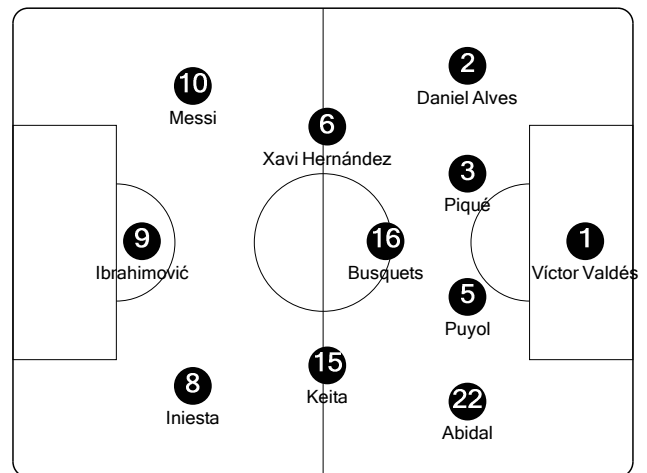 2
Daniel Alves
10
Messi
6
Xavi Hernández
3
Piqué
9
Ibrahimović
16
Busquets
1
Víctor Valdés
5
Puyol
15
Keita
8
Iniesta
22
Abidal